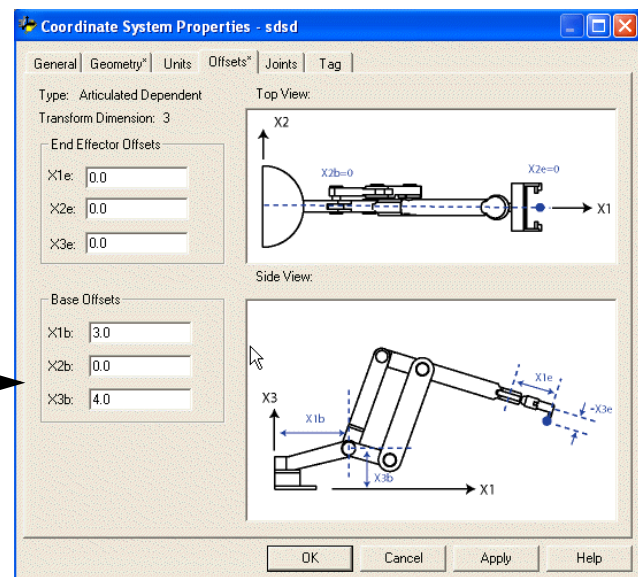 Coordinate System Properties - sdsd
General Geometry* Units Offsets* Joints Tag
Type: Articulated Dependent
Transform Dimension: 3
End Effector Offsets
X1e: 0.0
X2e: 0.0
X3e: 0.0
Base Offsets
X1b: 3.0
X2b: 0.0
X3b: 4.0
Top View:
X2
X2b=0
X2e=0
X1
Side View:
X1e
X3
X1b
-X3e
X3b
X1
OK Cancel Apply Help